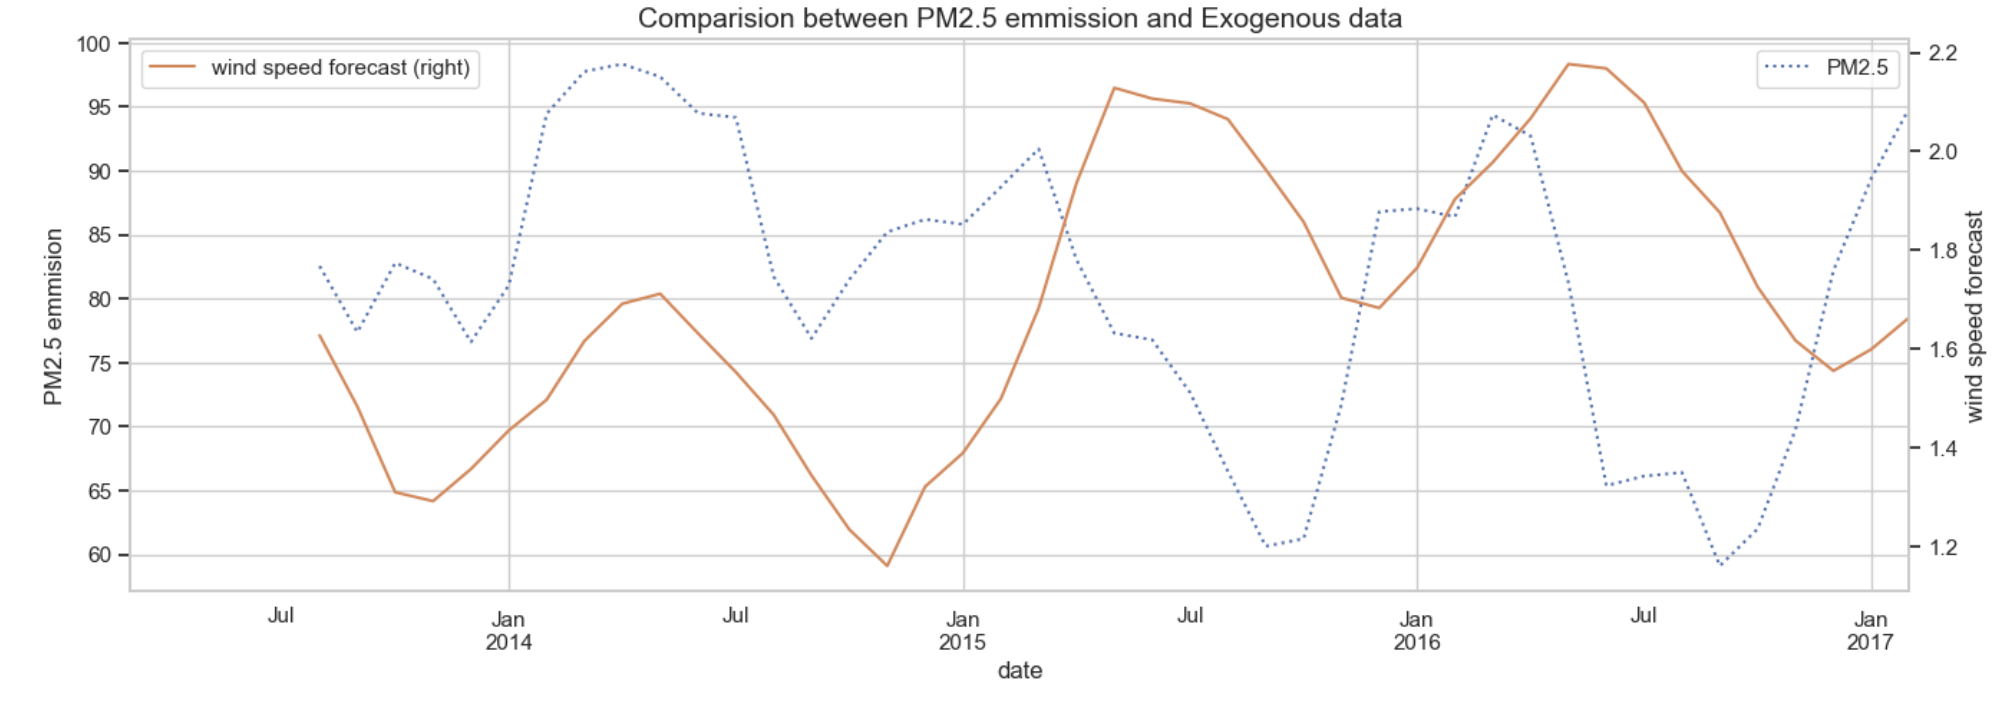 Comparision between PM2.5 emmission and Exogenous data
wind speed forecast (right)
PM2.5
100
95
90
85
80
75
70
65
60
PM2.5 emmision
2.2
2.0
1.8
1.6
1.4
1.2
wind speed forecast
Jul
Jan
2014
Jul
Jan
2015
Jul
Jan
2016
Jul
Jan
2017
date